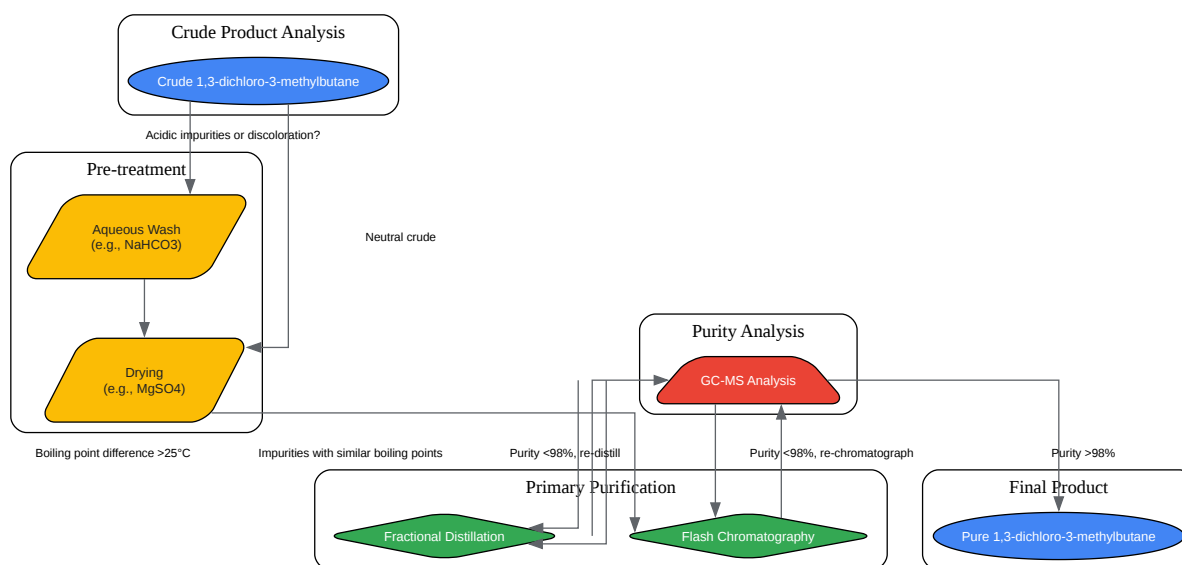 Crude Product Analysis
Crude 1,3-dichloro-3-methylbutane
Acidic impurities or discoloration?
Pre-treatment
Aqueous Wash
(e.g., NaHCO3)
Neutral crude
Purity Analysis
Drying
(e.g., MgSO4)
GC-MS Analysis
Boiling point difference >25°C
Impurities with similar boiling points
Purity <98%, re-distill
Purity <98%, re-chromatograph
Purity >98%
Primary Purification
Final Product
Fractional Distillation
Flash Chromatography
Pure 1,3-dichloro-3-methylbutane